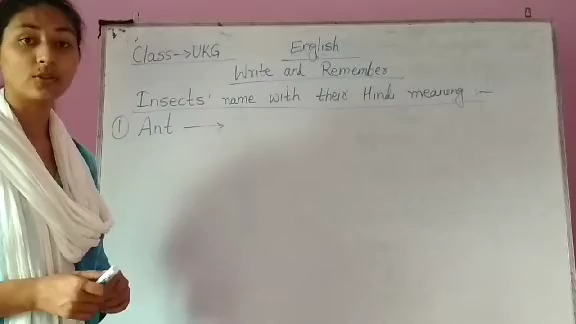 Class→UKG English
Write and Remember
Insects' name with their Hindi meaning :-
① Ant →